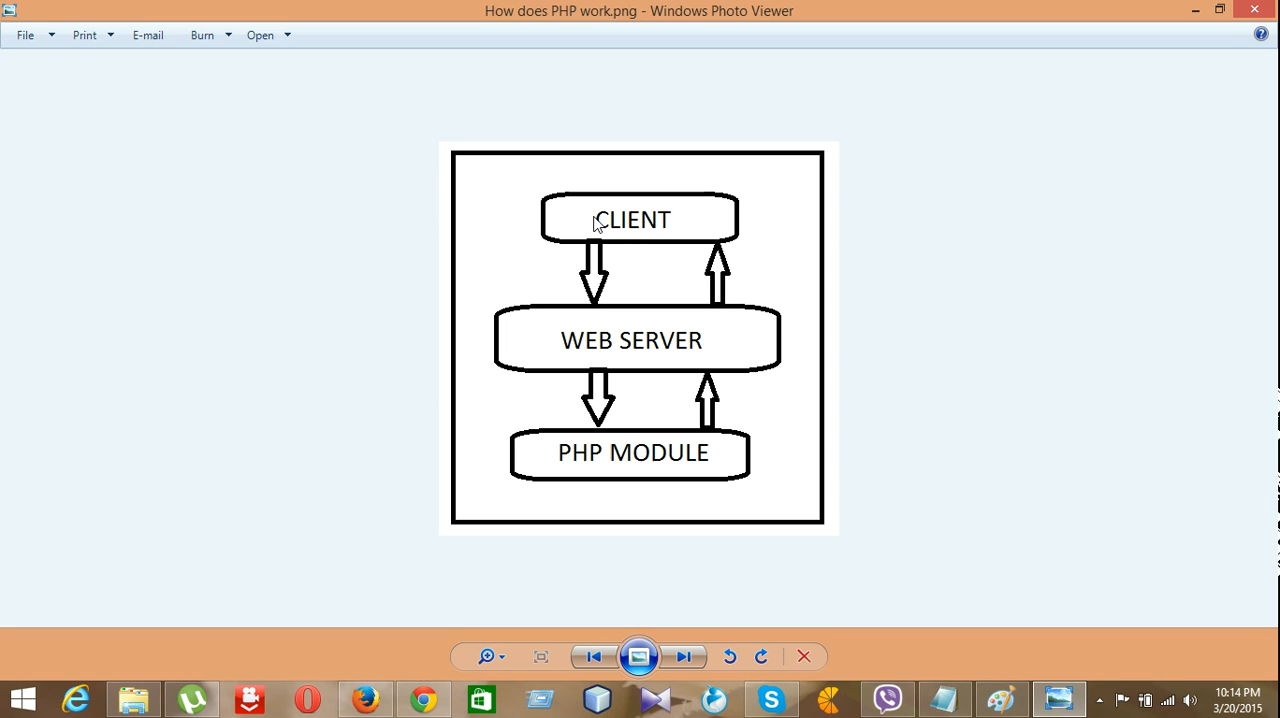 How does PHP work.png - Windows Photo Viewer
File Print E-mail Burn Open
CLIENT
WEB SERVER
PHP MODULE
10:14 PM
3/20/2015